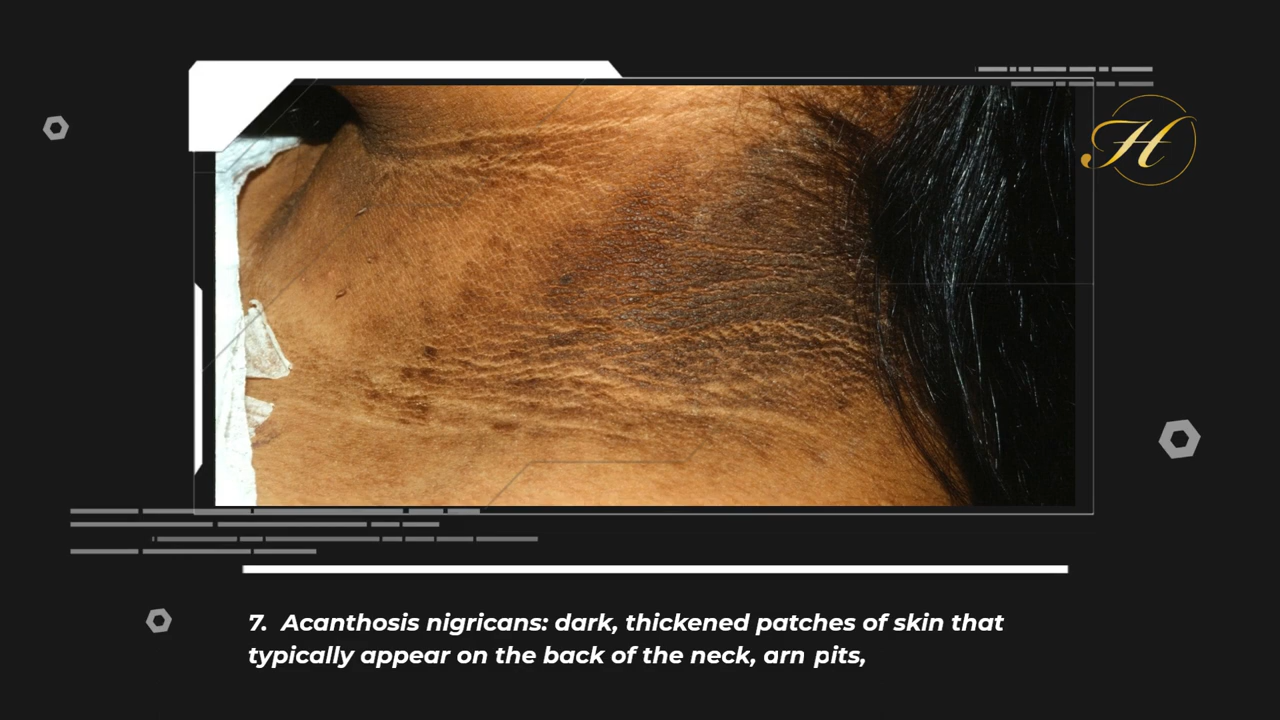 H
7. Acanthosis nigricans: dark, thickened patches of skin that
typically appear on the back of the neck, arn pits,